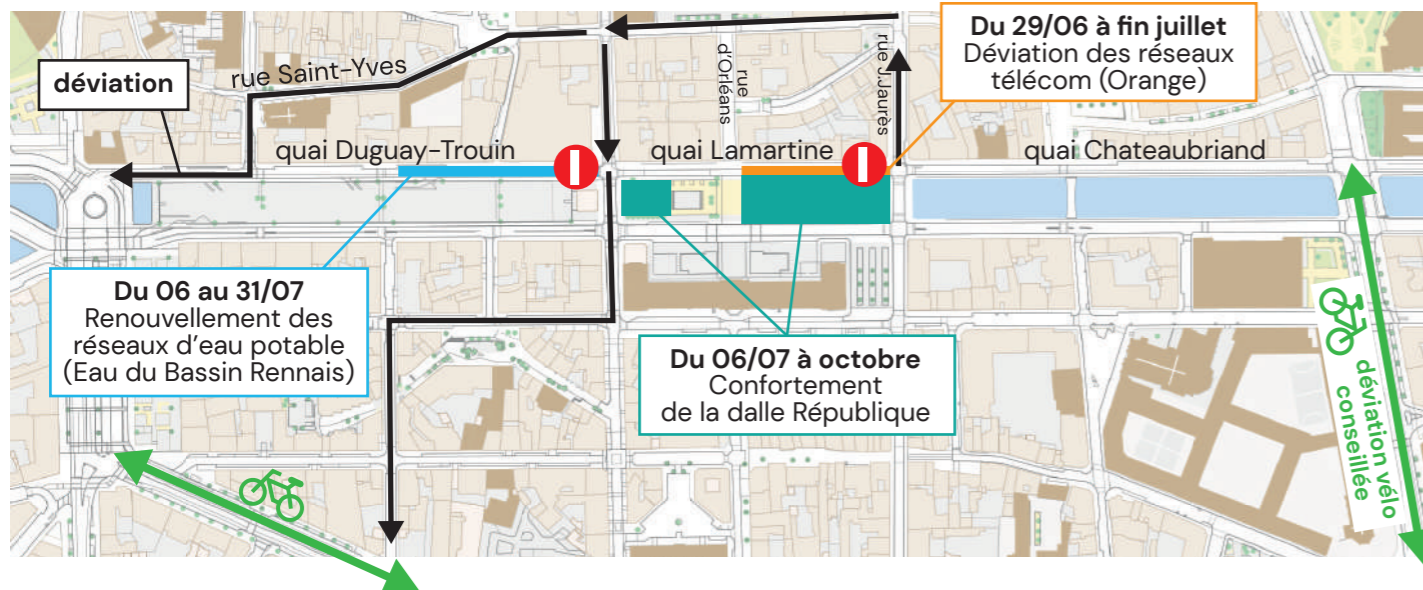 Du 29/06 à fin juillet
Déviation des réseaux
télécom (Orange)
déviation
rue Saint-Yves
rue
d'Orléans
rue J.Jaurès
quai Duguay-Trouin
quai Lamartine
quai Chateaubriand
Du 06 au 31/07
Renouvellement des
réseaux d'eau potable
(Eau du Bassin Rennais)
Du 06/07 à octobre
Confortement
de la dalle République
déviation vélo
conseillée